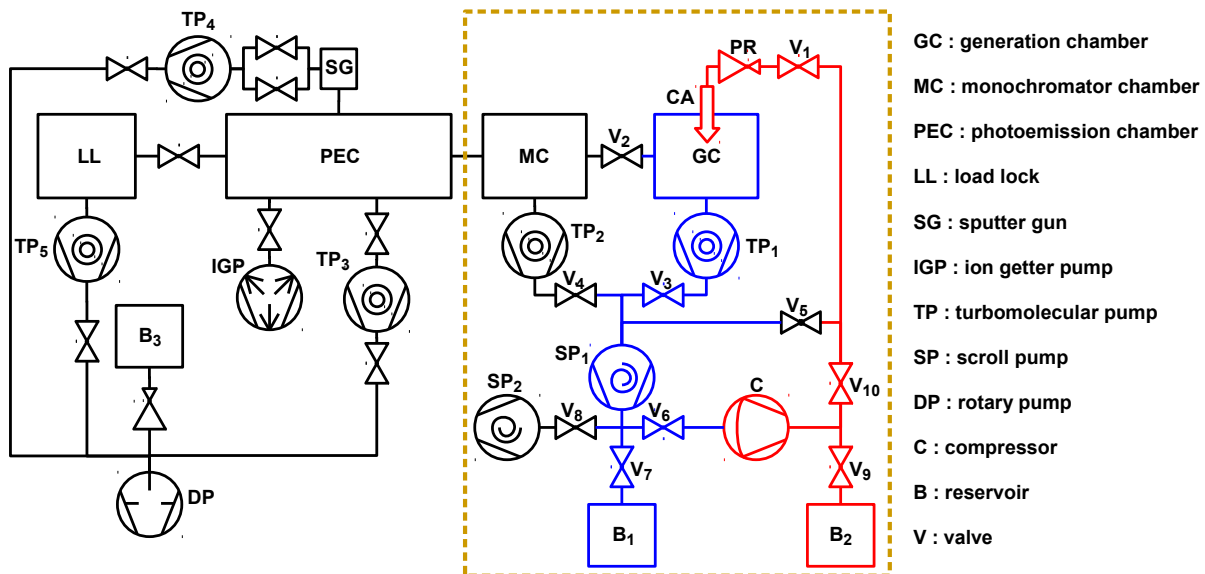 TP4
SG
PR
V1
CA
LL
PEC
MC
V2
GC
TP5
IGP
TP3
TP2
TP1
V4
V3
V5
B3
SP1
SP2
C
V10
V8
V6
V7
V9
DP
B1
B2
GC : generation chamber
MC : monochromator chamber
PEC : photoemission chamber
LL : load lock
SG : sputter gun
IGP : ion getter pump
TP : turbomolecular pump
SP : scroll pump
DP : rotary pump
C : compressor
B : reservoir
V : valve